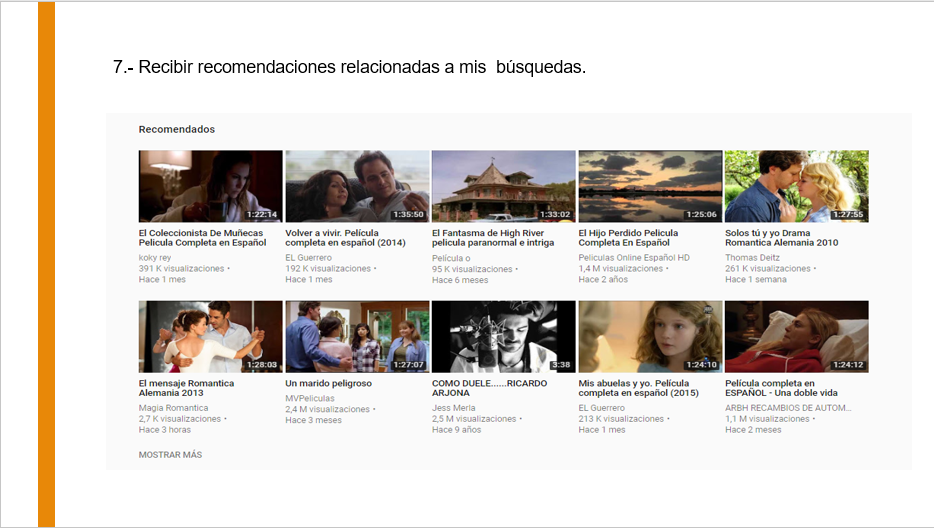 7.- Recibir recomendaciones relacionadas a mis  búsquedas.
Recomendados
1:22:14
1:35:50
1:33:02
1:25:06
1:27:55
El Coleccionista De Muñecas
Pelicula Completa en Español
koky rey
391 K visualizaciones •
Hace 1 mes
Volver a vivir. Película
completa en español (2014)
EL Guerrero
192 K visualizaciones •
Hace 1 mes
El Fantasma de High River
pelicula paranormal e intriga
Película o
95 K visualizaciones •
Hace 6 meses
El Hijo Perdido Pelicula
Completa En Español
Peliculas Online Español HD
1,4 M visualizaciones •
Hace 2 años
Solos tú y yo Drama
Romantica Alemania 2010
Thomas Deitz
261 K visualizaciones •
Hace 1 semana
1:28:03
1:27:07
3:38
1:24:10
1:24:12
El mensaje Romantica
Alemania 2013
Magia Romantica
2,7 K visualizaciones •
Hace 3 horas
Un marido peligroso
MVPeliculas
2,4 M visualizaciones •
Hace 3 meses
COMO DUELE......RICARDO
ARJONA
Jess Merla
2,5 M visualizaciones •
Hace 9 años
Mis abuelas y yo. Película
completa en español (2015)
EL Guerrero
213 K visualizaciones •
Hace 1 mes
Película completa en
ESPAÑOL - Una doble vida
ARBH RECAMBIOS DE AUTOM...
1,1 M visualizaciones •
Hace 2 meses
MOSTRAR MÁS